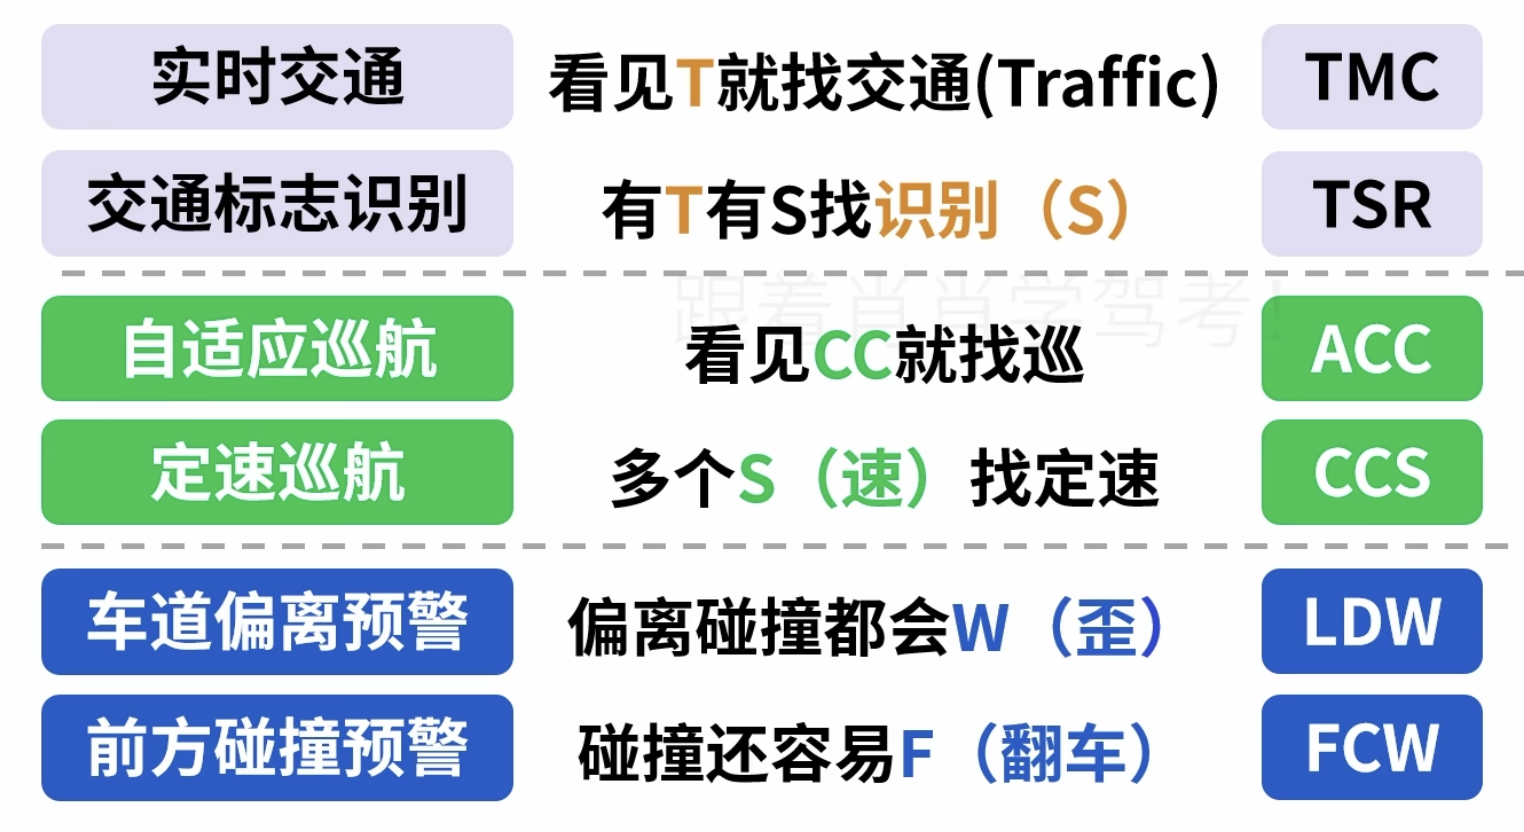 实时交通 看见T就找交通(Traffic) TMC
交通标志识别 有T有S找识别（S） TSR
跟着肖肖学驾考!
自适应巡航 看见CC就找巡 ACC
定速巡航 多个S（速）找定速 CCS
车道偏离预警 偏离碰撞都会W（歪） LDW
前方碰撞预警 碰撞还容易F（翻车） FCW